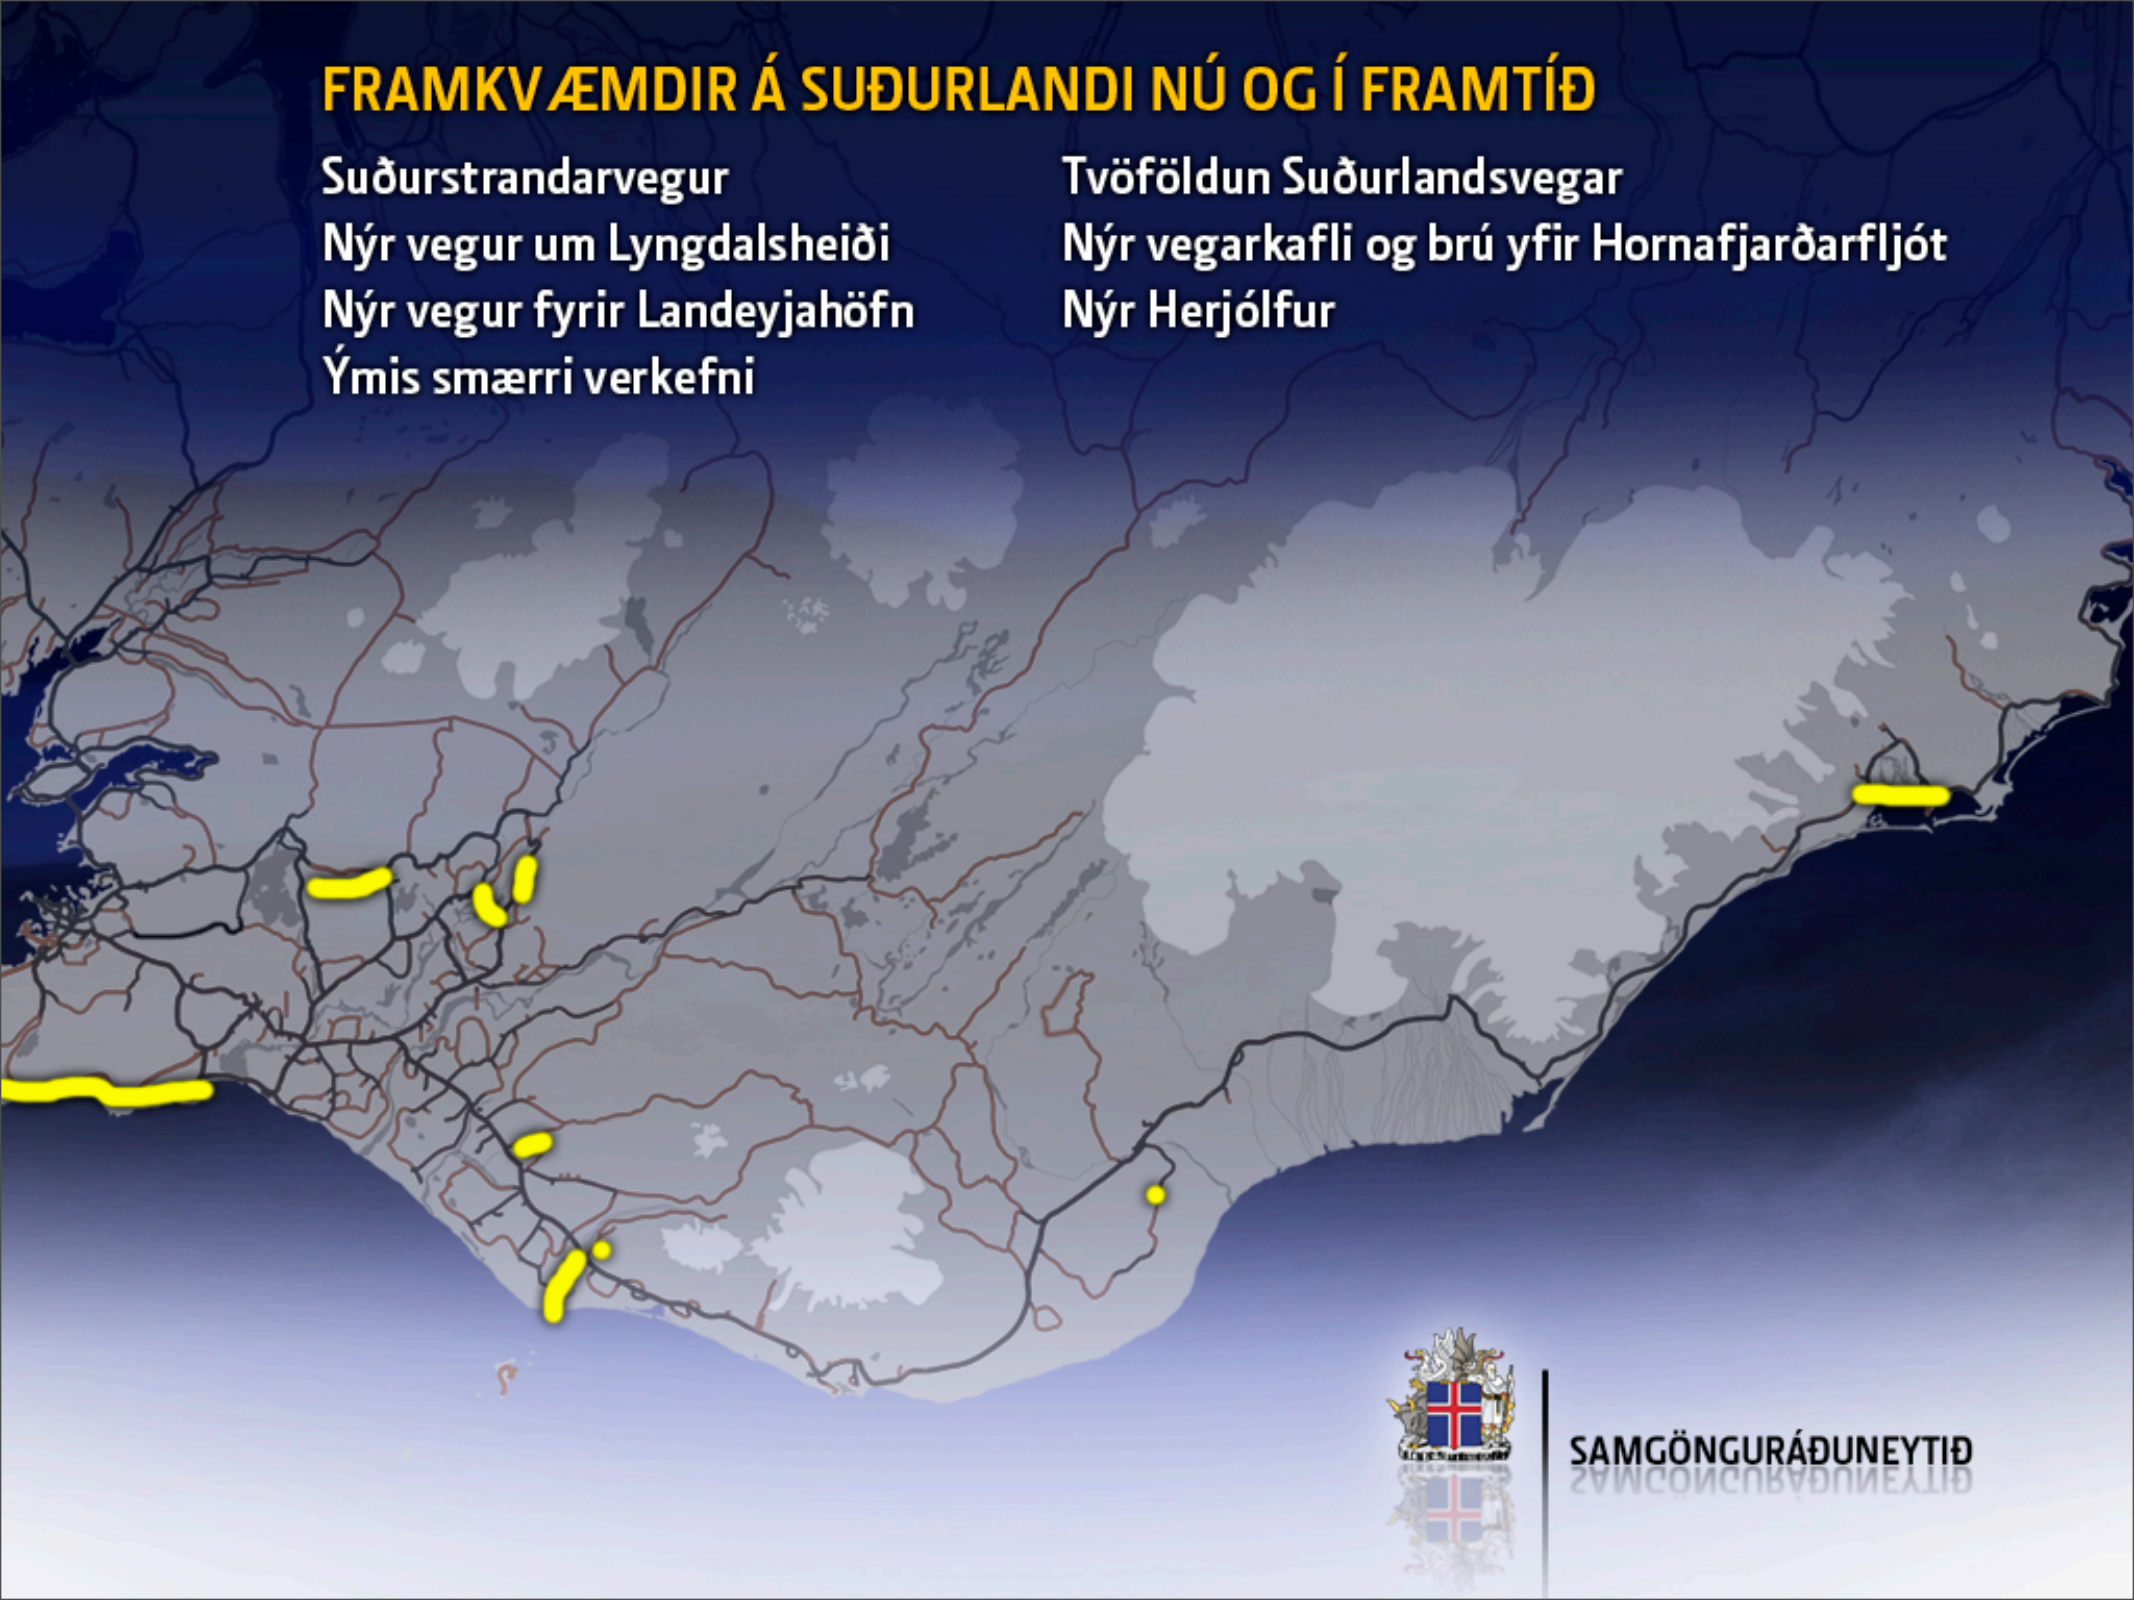 FRAMKVÆMDIR Á SUÐURLANDI NÚ OG Í FRAMTÍÐ
Suðurstrandarvegur
Nýr vegur um Lyngdalsheiði
Nýr vegur fyrir Landeyjahöfn
Ýmis smærri verkefni
Tvöföldun Suðurlandsvegar
Nýr vegarkafli og brú yfir Hornafjarðarfljót
Nýr Herjólfur
SAMGÖNGURÁÐUNEYTIÐ